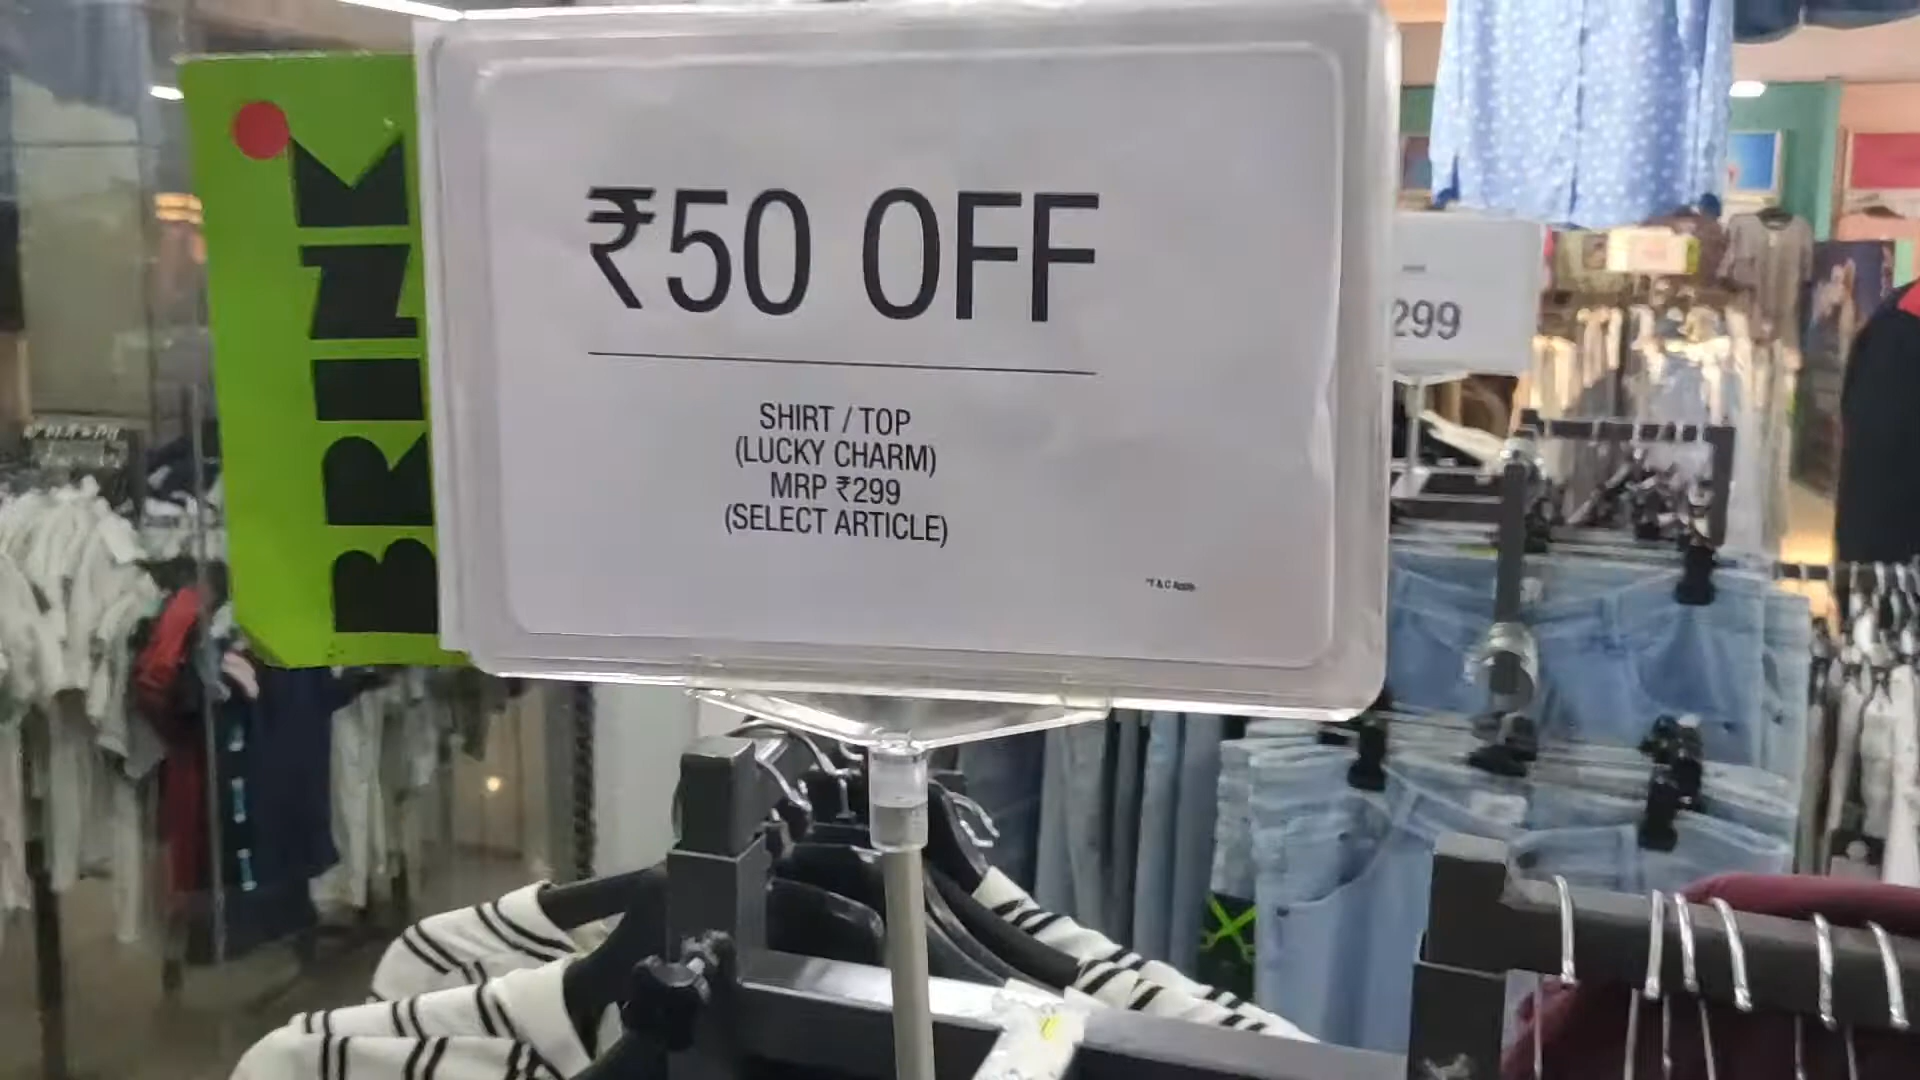 BRINK
₹50 OFF
SHIRT / TOP
(LUCKY CHARM)
MRP ₹299
(SELECT ARTICLE)
*T & C Apply
299